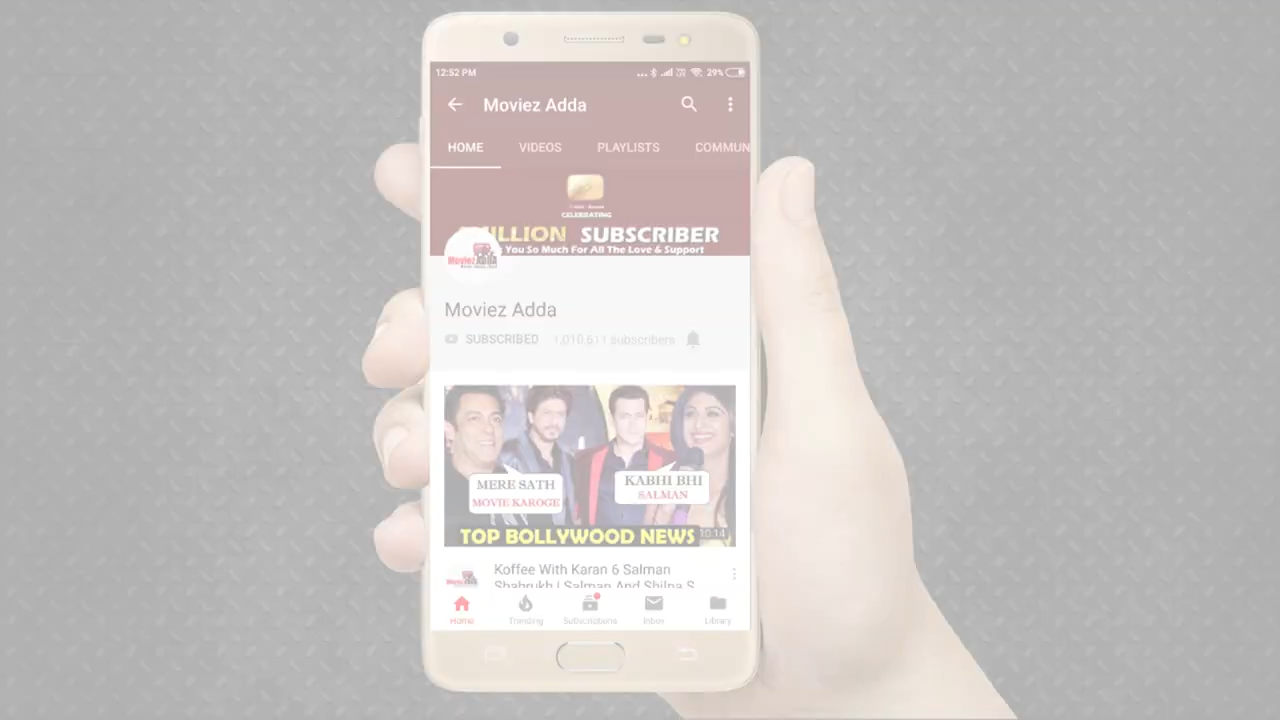 12:52 PM
29%
Moviez Adda
HOME VIDEOS PLAYLISTS COMMUN
CELEBRATING
MILLION SUBSCRIBER
You So Much For All The Love & Support
Moviez Adda
Moviez Adda
SUBSCRIBED 1,010,611 subscribers
MERE SATH
MOVIE KAROGE
KABHI BHI
SALMAN
TOP BOLLYWOOD NEWS
10:14
Koffee With Karan 6 Salman
Shahrukh | Salman And Shilpa S
Home Trending Subscriptions Inbox Library